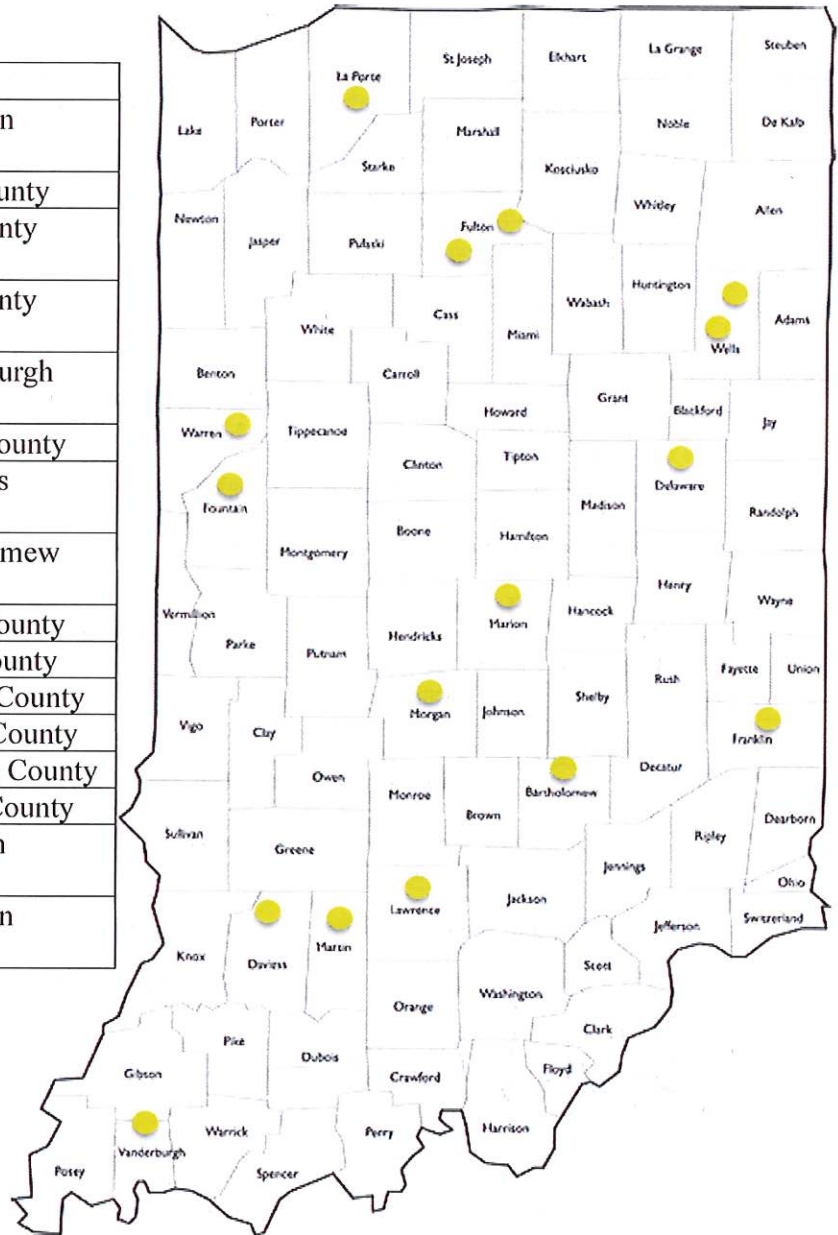 n
unty
nty
nty
urgh
ounty
s
mew
ounty
ounty
County
County
County
County
n
n
La Porte
St Joseph
Elkhart
La Grange
Steuben
Lake
Porter
Starke
Marshall
Kosciusko
Noble
De Kalb
Newton
Jasper
Pulaski
Fulton
Whitley
Allen
White
Cass
Miami
Wabash
Huntington
Wells
Adams
Benton
Carroll
Howard
Grant
Blackford
Jay
Warren
Tippecanoe
Clinton
Tipton
Madison
Delaware
Randolph
Fountain
Montgomery
Boone
Hamilton
Henry
Wayne
Vermillion
Parke
Putnam
Hendricks
Marion
Hancock
Rush
Fayette
Union
Vigo
Clay
Owen
Morgan
Johnson
Shelby
Franklin
Decatur
Sullivan
Greene
Monroe
Brown
Bartholomew
Jennings
Ripley
Dearborn
Ohio
Switzerland
Knox
Daviess
Martin
Lawrence
Jackson
Scott
Jefferson
Orange
Washington
Clark
Gibson
Pike
Dubois
Crawford
Floyd
Harrison
Posey
Vanderburgh
Warrick
Spencer
Perry